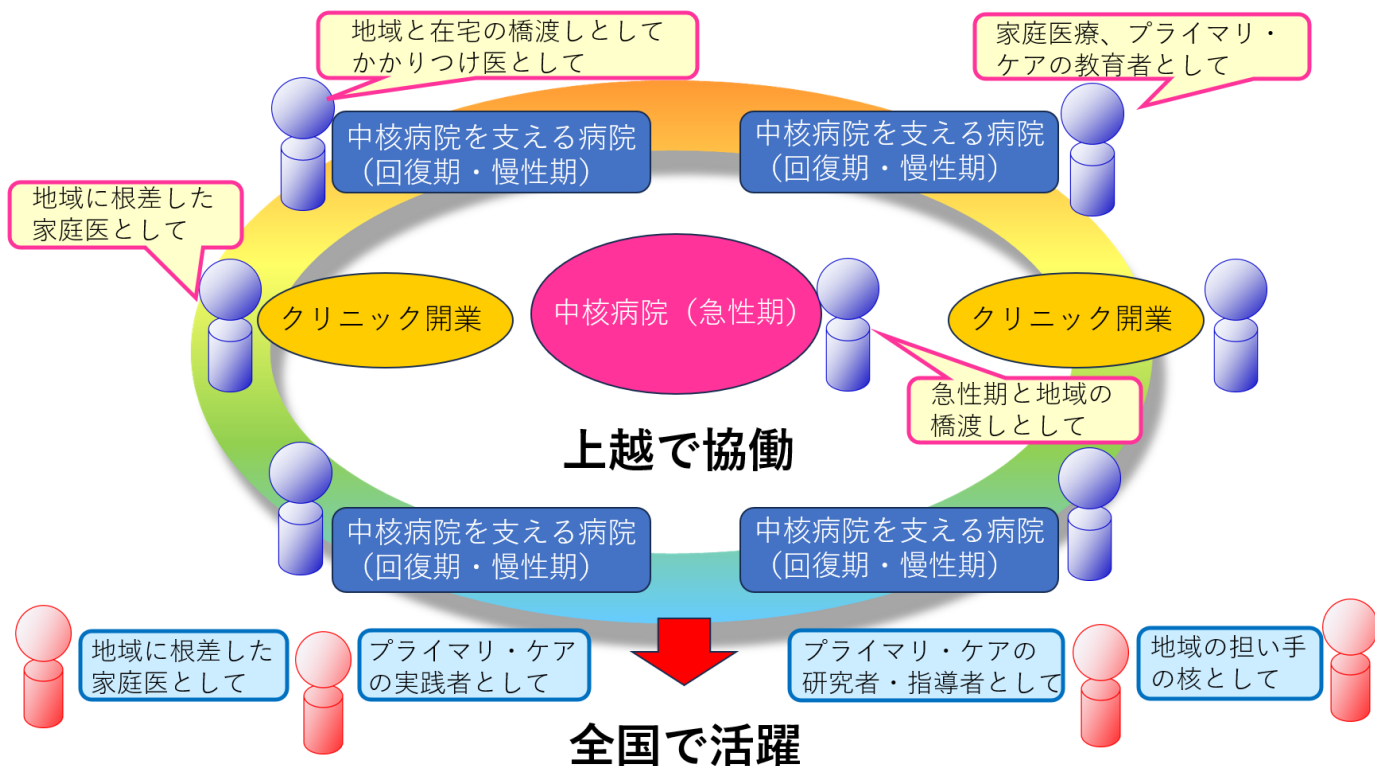 地域と在宅の橋渡しとして
かかりつけ医として
家庭医療、プライマリ・
ケアの教育者として
中核病院を支える病院
（回復期・慢性期）
中核病院を支える病院
（回復期・慢性期）
地域に根差した
家庭医として
クリニック開業
中核病院（急性期）
クリニック開業
急性期と地域の
橋渡しとして
上越で協働
中核病院を支える病院
（回復期・慢性期）
中核病院を支える病院
（回復期・慢性期）
地域に根差した
家庭医として
プライマリ・ケア
の実践者として
プライマリ・ケアの
研究者・指導者として
地域の担い手
の核として
全国で活躍